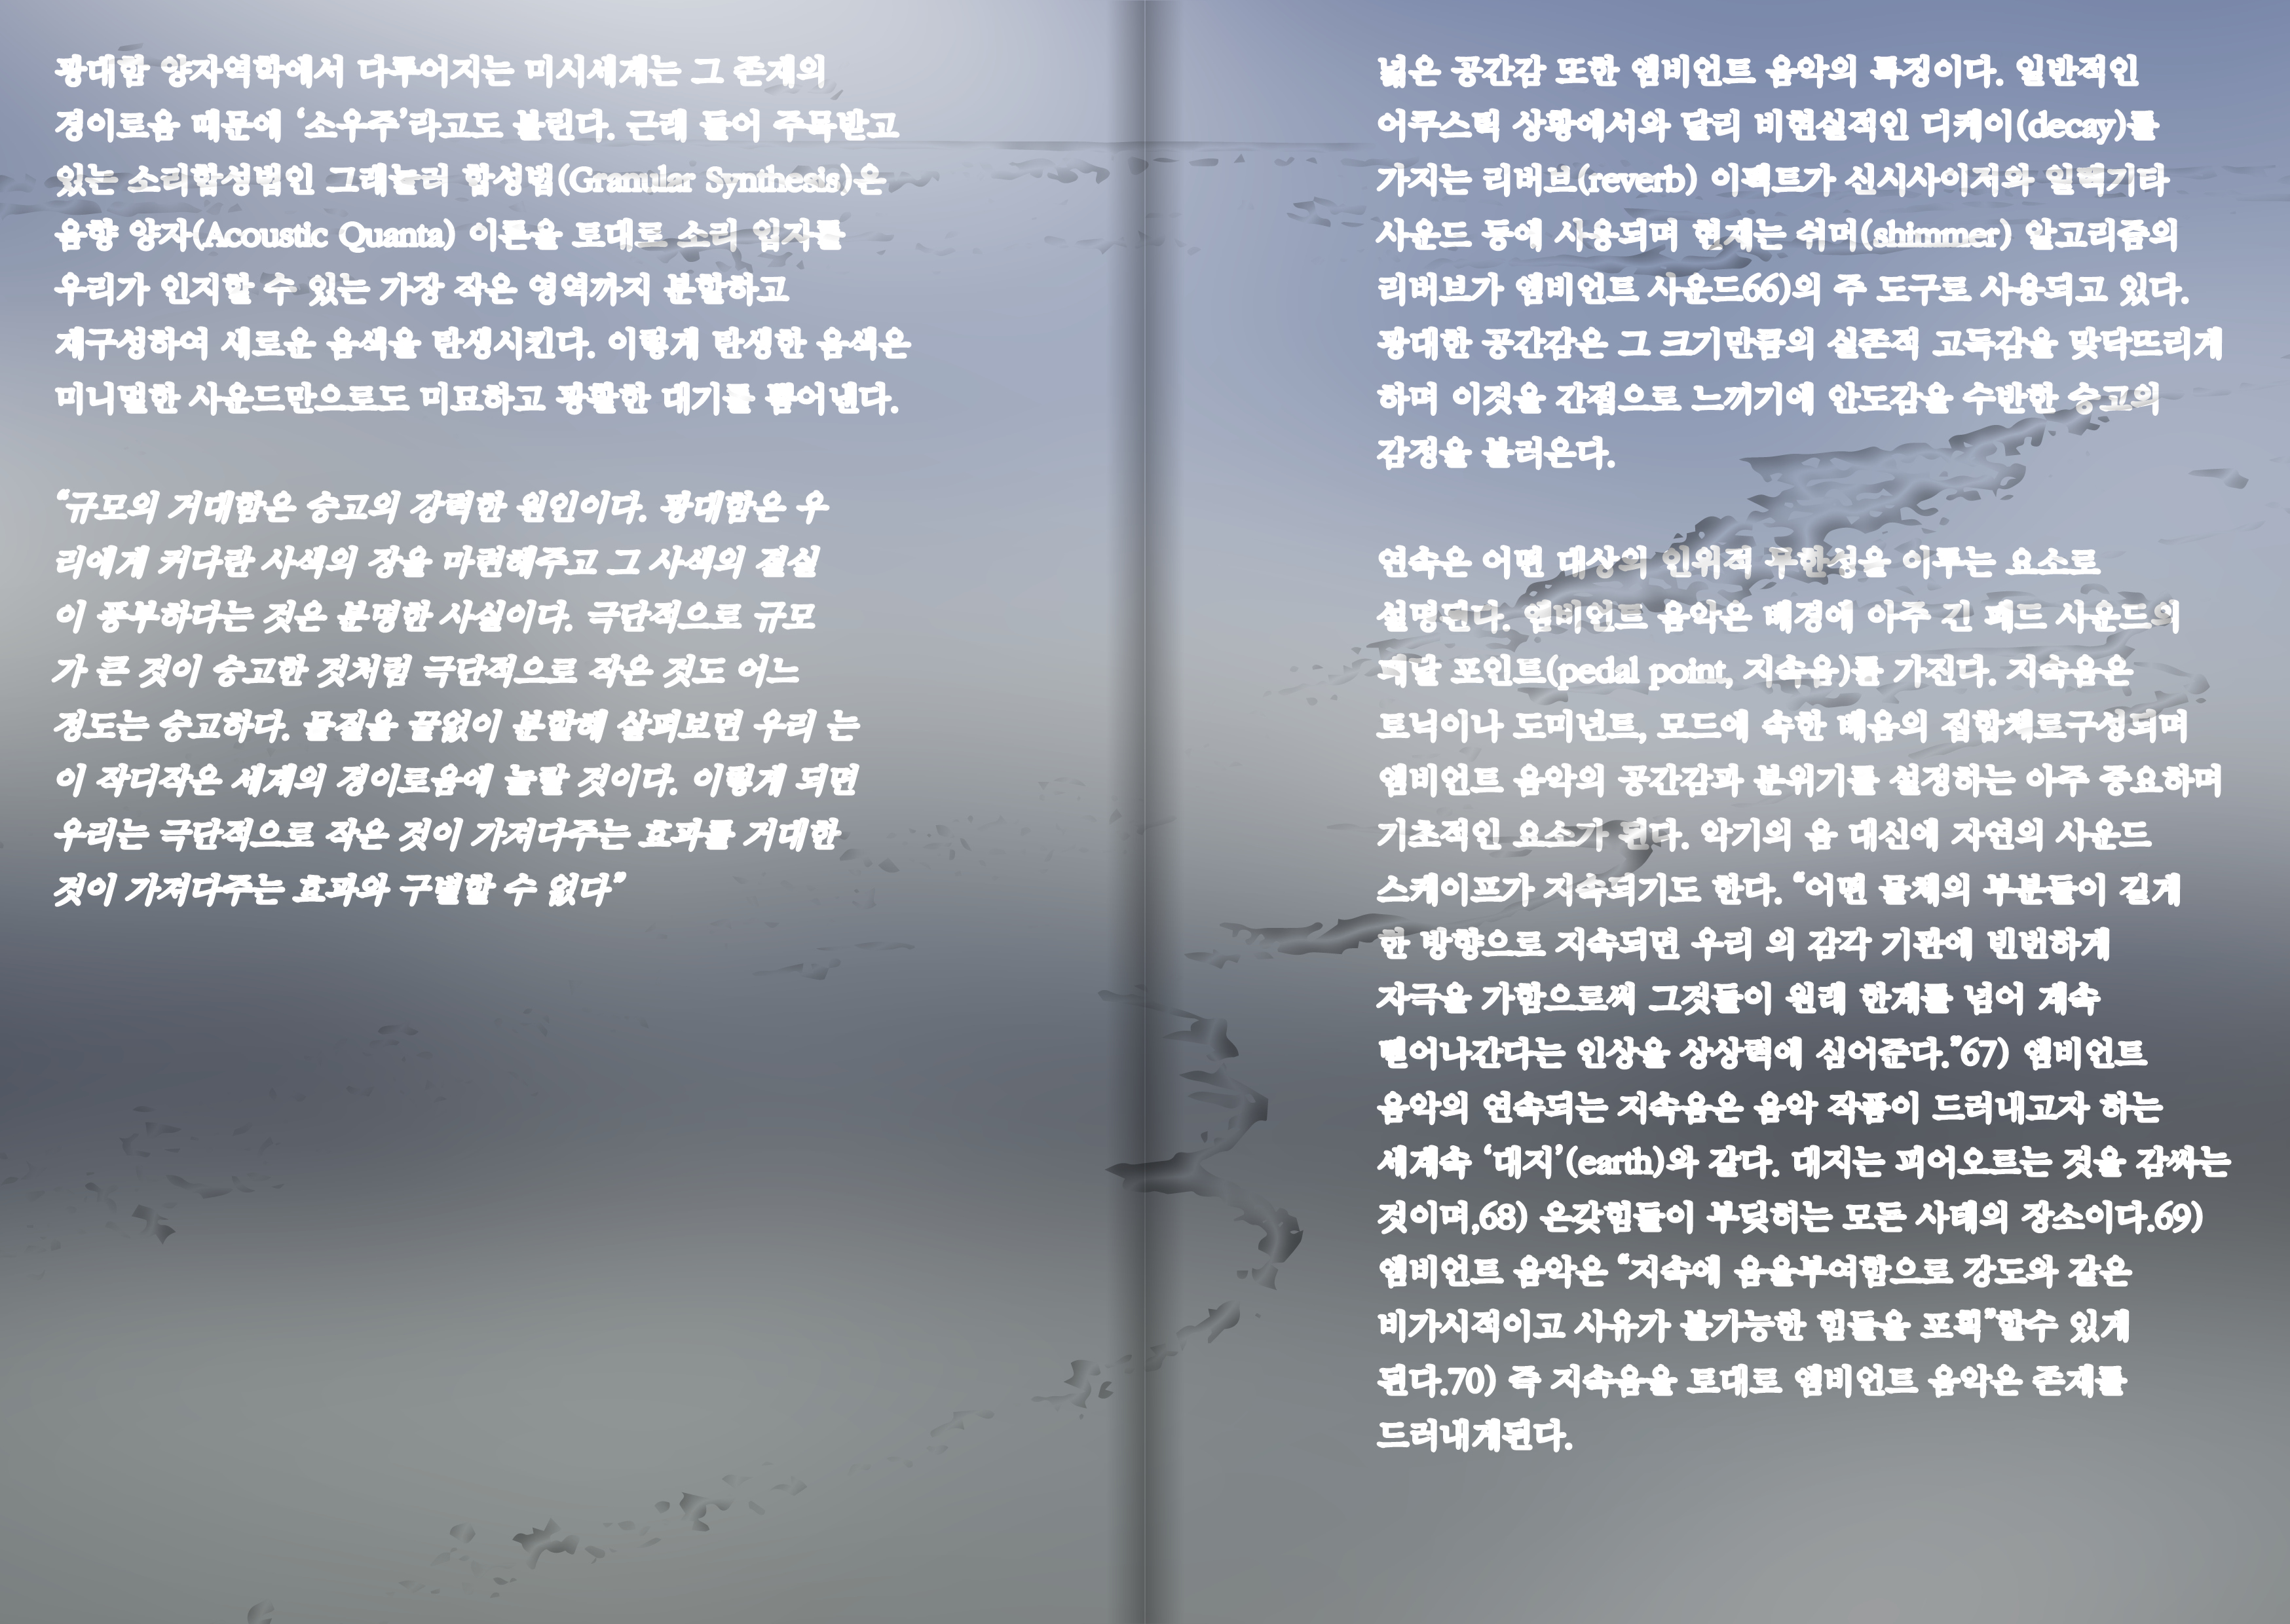 광대함 양자역학에서 다루어지는 미시세계는 그 존재의
경이로움 때문에 ‘소우주’라고도 불린다. 근래 들어 주목받고
있는 소리합성법인 그래뉼러 합성법(Granular Synthesis)은
음향 양자(Acoustic Quanta) 이론을 토대로 소리 입자를
우리가 인지할 수 있는 가장 작은 영역까지 분할하고
재구성하여 새로운 음색을 탄생시킨다. 이렇게 탄생한 음색은
미니멀한 사운드만으로도 미묘하고 광활한 대기를 뿜어낸다.
“규모의 거대함은 숭고의 강력한 원인이다. 광대함은 우
리에게 커다란 사색의 장을 마련해주고 그 사색의 결실
이 풍부하다는 것은 분명한 사실이다. 극단적으로 규모
가 큰 것이 숭고한 것처럼 극단적으로 작은 것도 어느
정도는 숭고하다. 물질을 끝없이 분할해 살펴보면 우리 는
이 작디작은 세계의 경이로움에 놀랄 것이다. 이렇게 되면
우리는 극단적으로 작은 것이 가져다주는 효과를 거대한
것이 가져다주는 효과와 구별할 수 없다”
넓은 공간감 또한 앰비언트 음악의 특징이다. 일반적인
어쿠스틱 상황에서와 달리 비현실적인 디케이(decay)를
가지는 리버브(reverb) 이펙트가 신시사이저와 일렉기타
사운드 등에 사용되며 현재는 쉬머(shimmer) 알고리즘의
리버브가 앰비언트 사운드66)의 주 도구로 사용되고 있다.
광대한 공간감은 그 크기만큼의 실존적 고독감을 맞닥뜨리게
하며 이것을 간접으로 느끼기에 안도감을 수반한 숭고의
감정을 불러온다.
연속은 어떤 대상의 인위적 무한성을 이루는 요소로
설명된다. 앰비언트 음악은 배경에 아주 긴 패드 사운드의
페달 포인트(pedal point, 지속음)를 가진다. 지속음은
토닉이나 도미넌트, 모드에 속한 배음의 집합체로구성되며
앰비언트 음악의 공간감과 분위기를 설정하는 아주 중요하며
기초적인 요소가 된다. 악기의 음 대신에 자연의 사운드
스케이프가 지속되기도 한다. “어떤 물체의 부분들이 길게
한 방향으로 지속되면 우리 의 감각 기관에 빈번하게
자극을 가함으로써 그것들이 원래 한계를 넘어 계속
뻗어나간다는 인상을 상상력에 심어준다.”67) 앰비언트
음악의 연속되는 지속음은 음악 작품이 드러내고자 하는
세계속 ‘대지’(earth)와 같다. 대지는 피어오르는 것을 감싸는
것이며,68) 온갖힘들이 부딪히는 모든 사태의 장소이다.69)
앰비언트 음악은 “지속에 음을부여함으로 강도와 같은
비가시적이고 사유가 불가능한 힘들을 포획”할수 있게
된다.70) 즉 지속음을 토대로 앰비언트 음악은 존재를
드러내게된다.